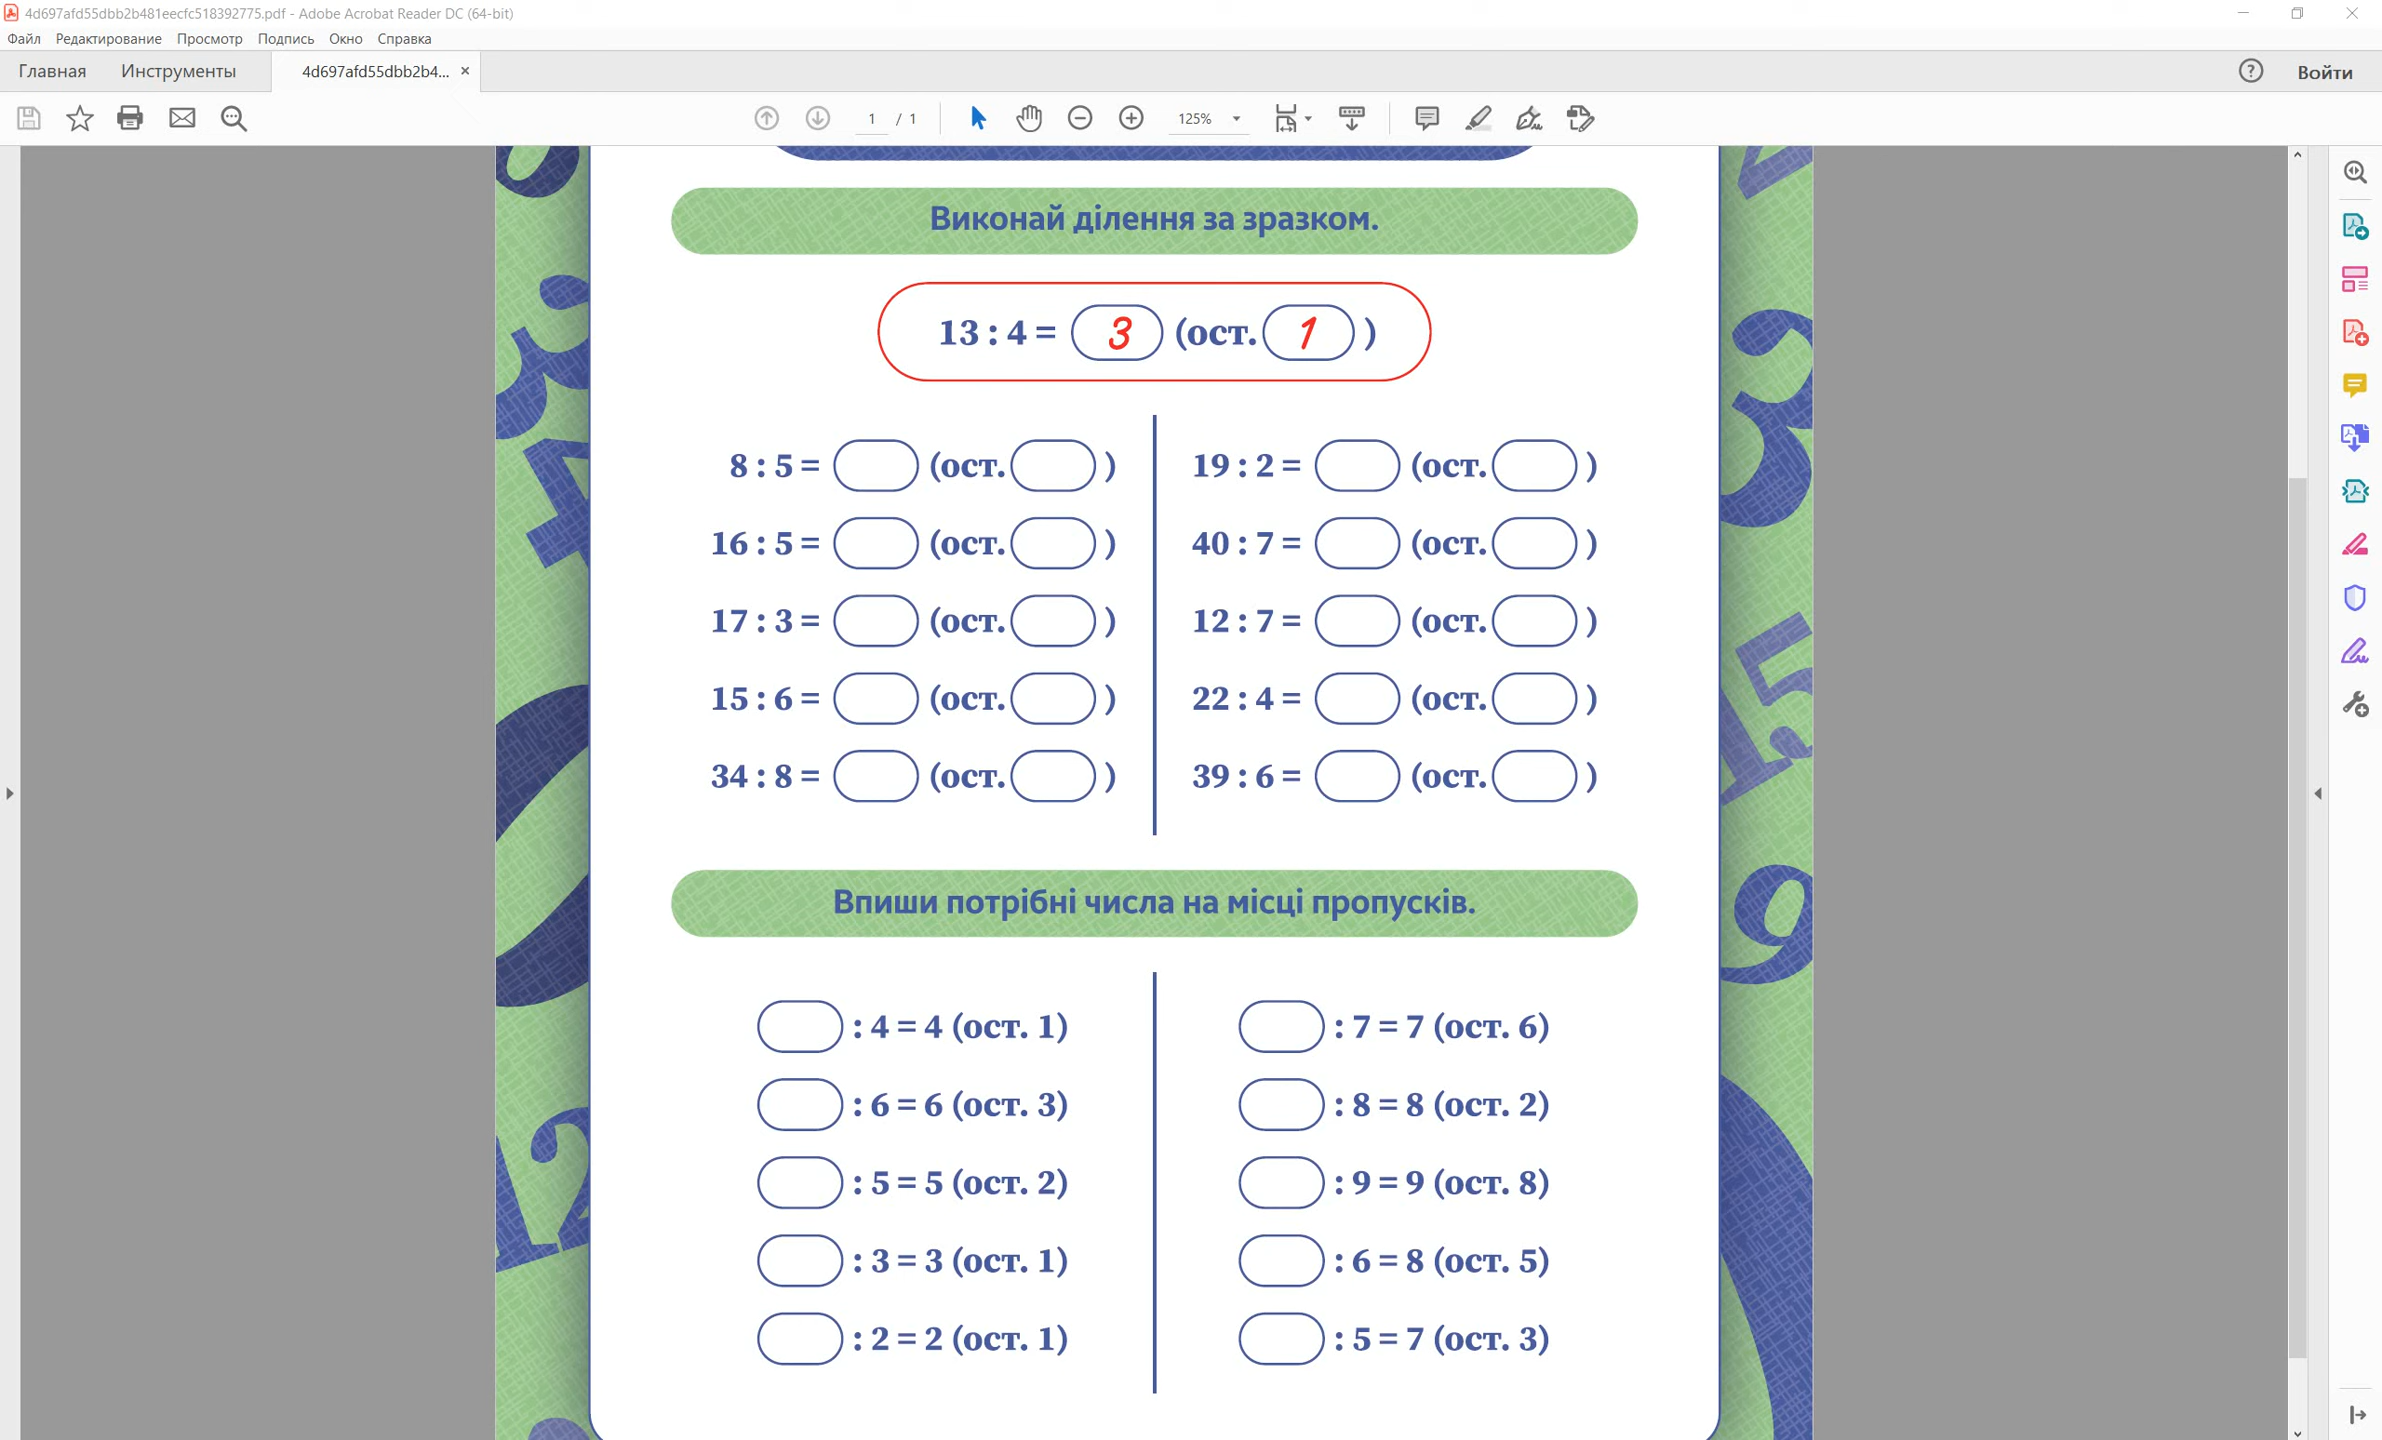 4d697afd55dbb2b481eecfc518392775.pdf - Adobe Acrobat Reader DC (64-bit)
Файл Редактирование Просмотр Подпись Окно Справка
Главная Инструменты 4d697afd55dbb2b4... × Войти
1 / 1 125%
Виконай ділення за зразком.
13 : 4 = 3 (ост. 1 )
8 : 5 = (ост. )
16 : 5 = (ост. )
17 : 3 = (ост. )
15 : 6 = (ост. )
34 : 8 = (ост. )
19 : 2 = (ост. )
40 : 7 = (ост. )
12 : 7 = (ост. )
22 : 4 = (ост. )
39 : 6 = (ост. )
Впиши потрібні числа на місці пропусків.
: 4 = 4 (ост. 1)
: 6 = 6 (ост. 3)
: 5 = 5 (ост. 2)
: 3 = 3 (ост. 1)
: 2 = 2 (ост. 1)
: 7 = 7 (ост. 6)
: 8 = 8 (ост. 2)
: 9 = 9 (ост. 8)
: 6 = 8 (ост. 5)
: 5 = 7 (ост. 3)